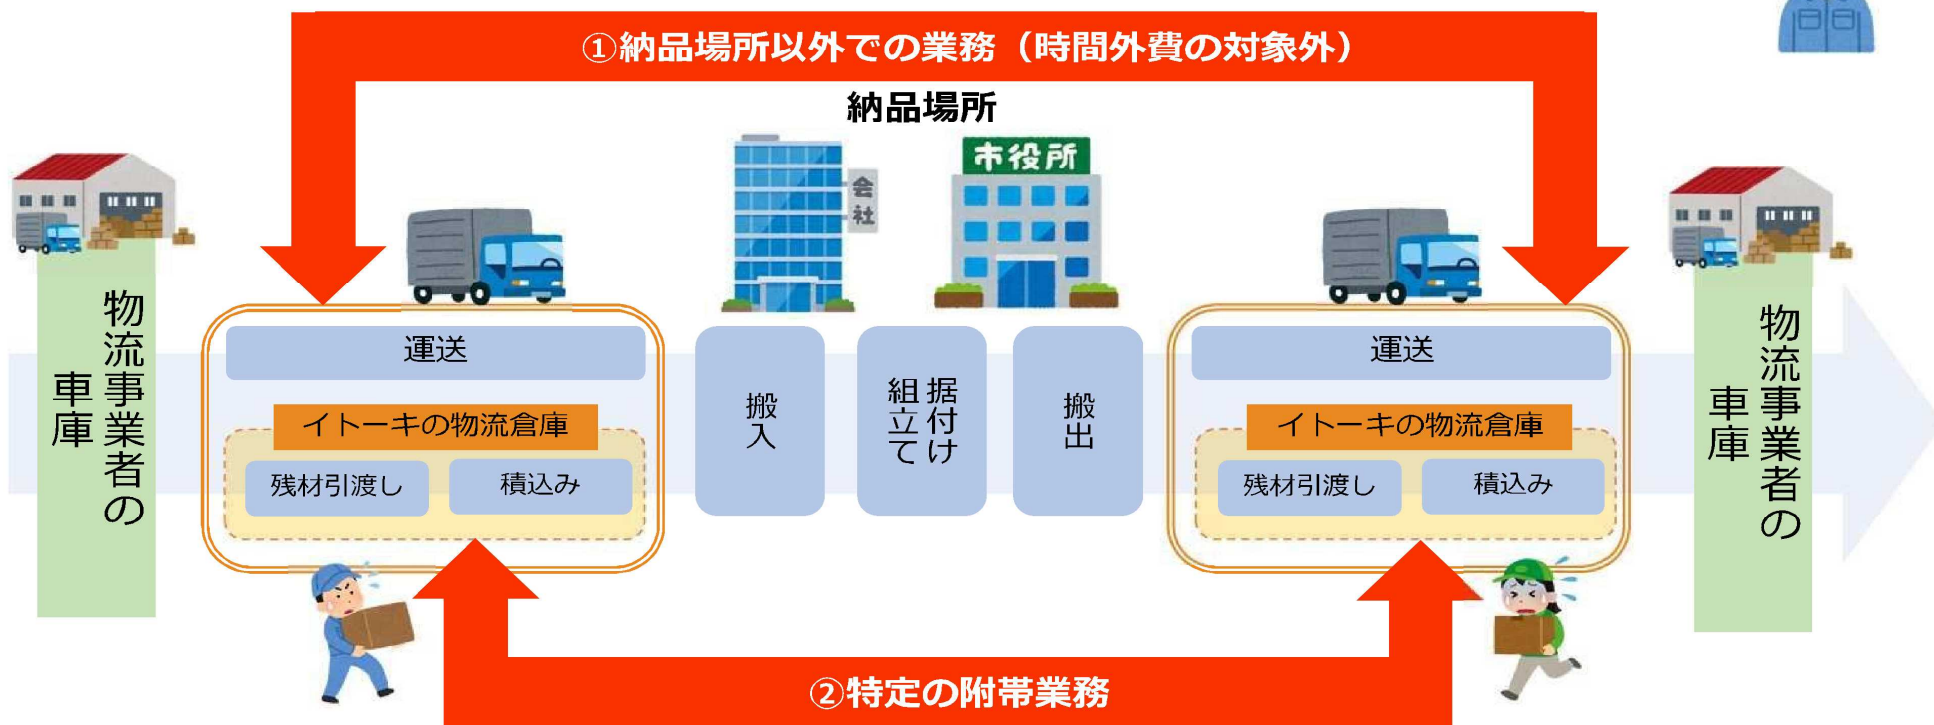 ①納品場所以外での業務（時間外費の対象外）
納品場所
会社
市役所
物流事業者の
車庫
運送
イトーキの物流倉庫
残材引渡し
積込み
搬入
据付け
組立て
搬出
運送
イトーキの物流倉庫
残材引渡し
積込み
物流事業者の
車庫
②特定の附帯業務